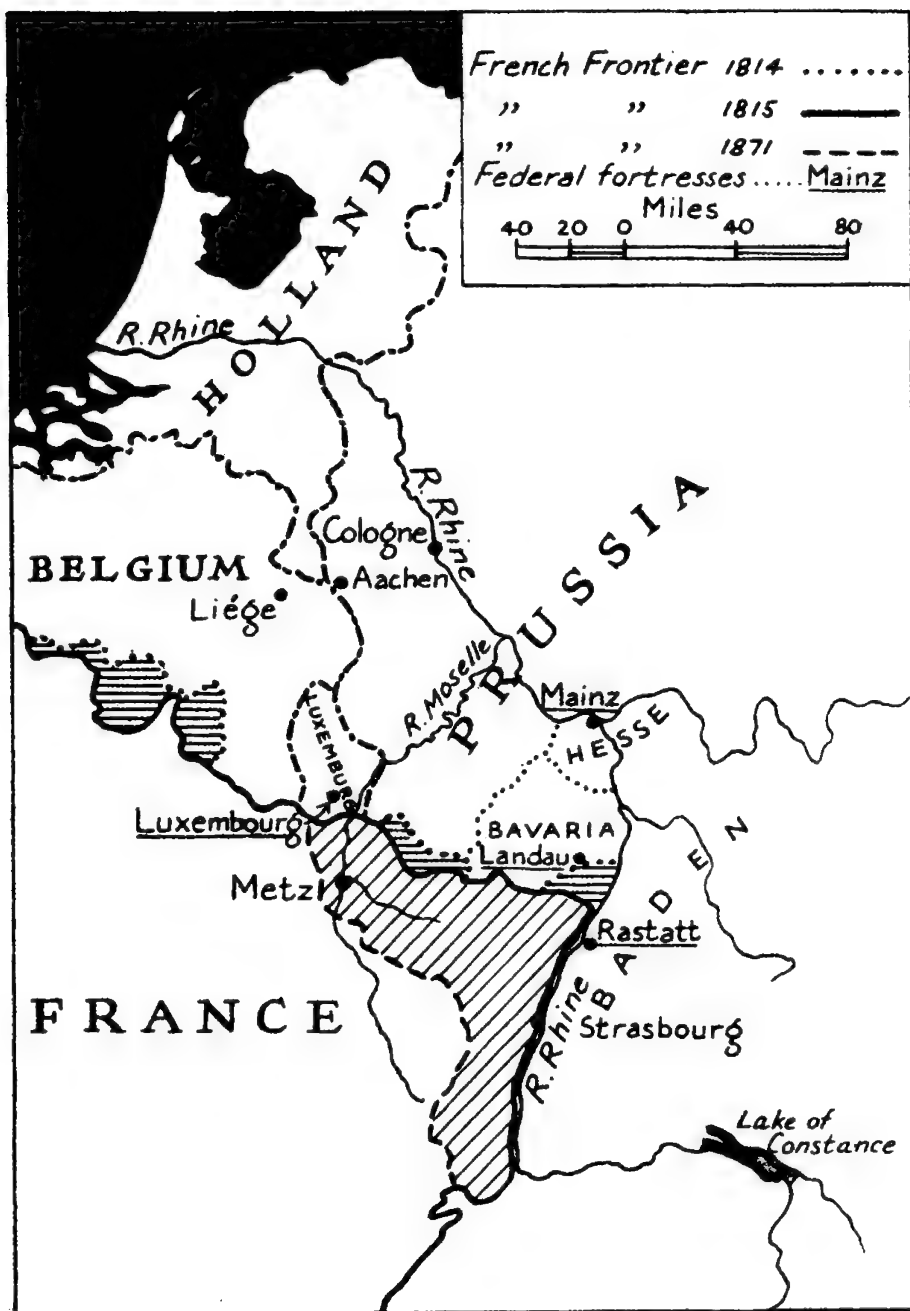 French Frontier 1814 ........
„ „ 1815
„ „ 1871
Federal fortresses ..... Mainz
Miles
40 20 0 40 80
HOLLAND
R. Rhine
R. Rhine
PRUSSIA
Cologne
Aachen
BELGIUM
Liége
R. Moselle
Mainz
HESSE
LUXEMBURG
Luxembourg
BAVARIA
Landau
Metz
BADEN
Rastatt
FRANCE
R. Rhine
Strasbourg
Lake of
Constance